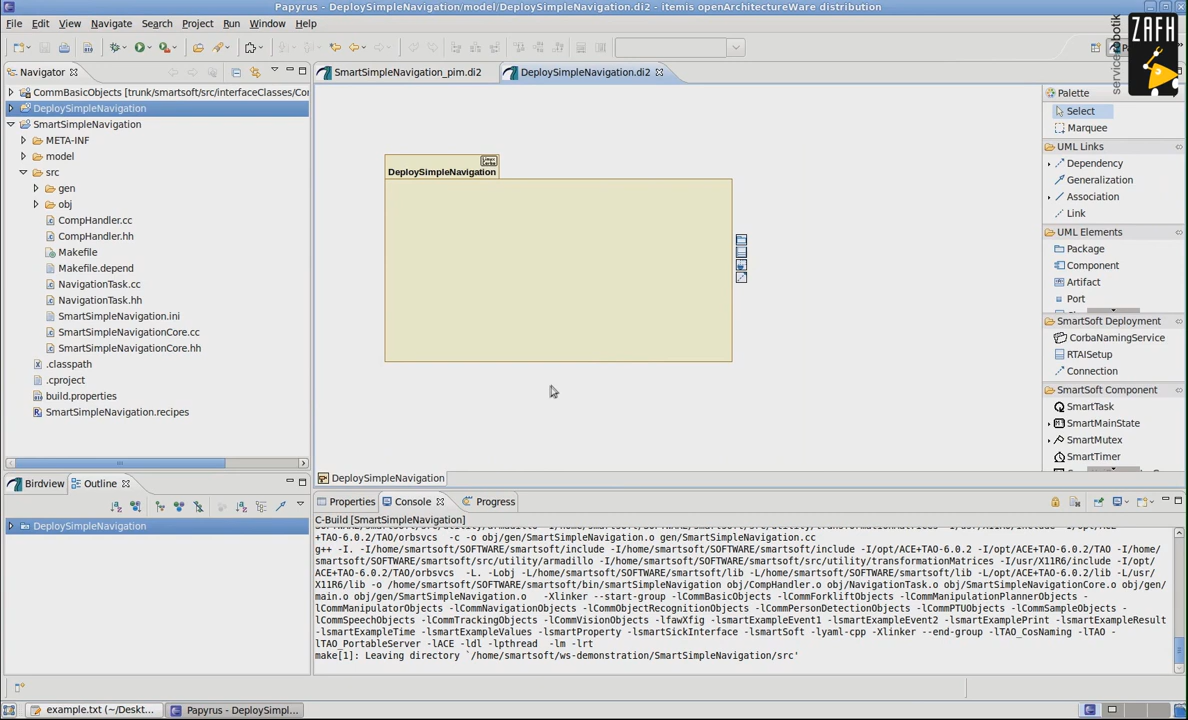 Papyrus - DeploySimpleNavigation/model/DeploySimpleNavigation.di2 - itemis openArchitectureWare distribution
File Edit View Navigate Search Project Run Window Help
servicerobotik
ZAFH
Navigator
SmartSimpleNavigation_pim.di2
DeploySimpleNavigation.di2
CommBasicObjects [trunk/smartsoft/src/interfaceClasses/Cor
DeploySimpleNavigation
SmartSimpleNavigation
META-INF
model
src
gen
obj
CompHandler.cc
CompHandler.hh
Makefile
Makefile.depend
NavigationTask.cc
NavigationTask.hh
SmartSimpleNavigation.ini
SmartSimpleNavigationCore.cc
SmartSimpleNavigationCore.hh
.classpath
.cproject
build.properties
SmartSimpleNavigation.recipes
DeploySimpleNavigation
Palette
Select
Marquee
UML Links
Dependency
Generalization
Association
Link
UML Elements
Package
Component
Artifact
Port
SmartSoft Deployment
CorbaNamingService
RTAISetup
Connection
SmartSoft Component
SmartTask
SmartMainState
SmartMutex
SmartTimer
DeploySimpleNavigation
Birdview Outline
DeploySimpleNavigation
Properties Console Progress
C-Build [SmartSimpleNavigation]
+TAO-6.0.2/TAO/orbsvcs -c -o obj/gen/SmartSimpleNavigation.o gen/SmartSimpleNavigation.cc
g++ -I. -I/home/smartsoft/SOFTWARE/smartsoft/include -I/opt/ACE+TAO-6.0.2 -I/opt/ACE+TAO-6.0.2/TAO -I/home/
smartsoft/SOFTWARE/smartsoft/src/utility/armadillo -I/home/smartsoft/SOFTWARE/smartsoft/src/utility/transformationMatrices -I/usr/X11R6/include -I/opt/
ACE+TAO-6.0.2/TAO/orbsvcs -L. -Lobj -L/home/smartsoft/SOFTWARE/smartsoft/lib -L/home/smartsoft/SOFTWARE/smartsoft/lib -L/opt/ACE+TAO-6.0.2/lib -L/usr/
X11R6/lib -o /home/smartsoft/SOFTWARE/smartsoft/bin/SmartSimpleNavigation obj/CompHandler.o obj/NavigationTask.o obj/SmartSimpleNavigationCore.o obj/gen/
main.o obj/gen/SmartSimpleNavigation.o -Xlinker --start-group -lCommBasicObjects -lCommForkliftObjects -lCommManipulationPlannerObjects -
lCommManipulatorObjects -lCommNavigationObjects -lCommObjectRecognitionObjects -lCommPersonDetectionObjects -lCommPTUObjects -lCommSampleObjects -
lCommSpeechObjects -lCommTrackingObjects -lCommVisionObjects -lfawXfig -lsmartExampleEvent1 -lsmartExampleEvent2 -lsmartExamplePrint -lsmartExampleResult
-lsmartExampleTime -lsmartExampleValues -lsmartProperty -lsmartSickInterface -lsmartSoft -lyaml-cpp -Xlinker --end-group -lTAO_CosNaming -lTAO -
lTAO_PortableServer -lACE -ldl -lpthread -lm -lrt
make[1]: Leaving directory `/home/smartsoft/ws-demonstration/SmartSimpleNavigation/src'
example.txt (~/Deskt...
Papyrus - DeploySimpl...